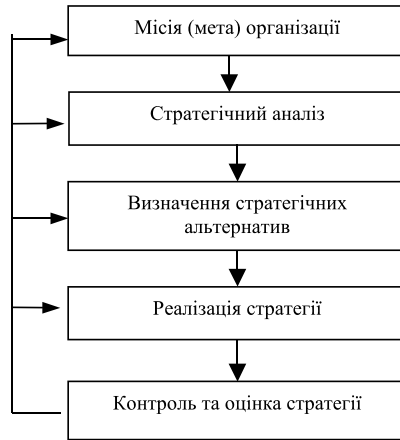 Місія (мета) організації
Стратегічний аналіз
Визначення стратегічних
альтернатив
Реалізація стратегії
Контроль та оцінка стратегії